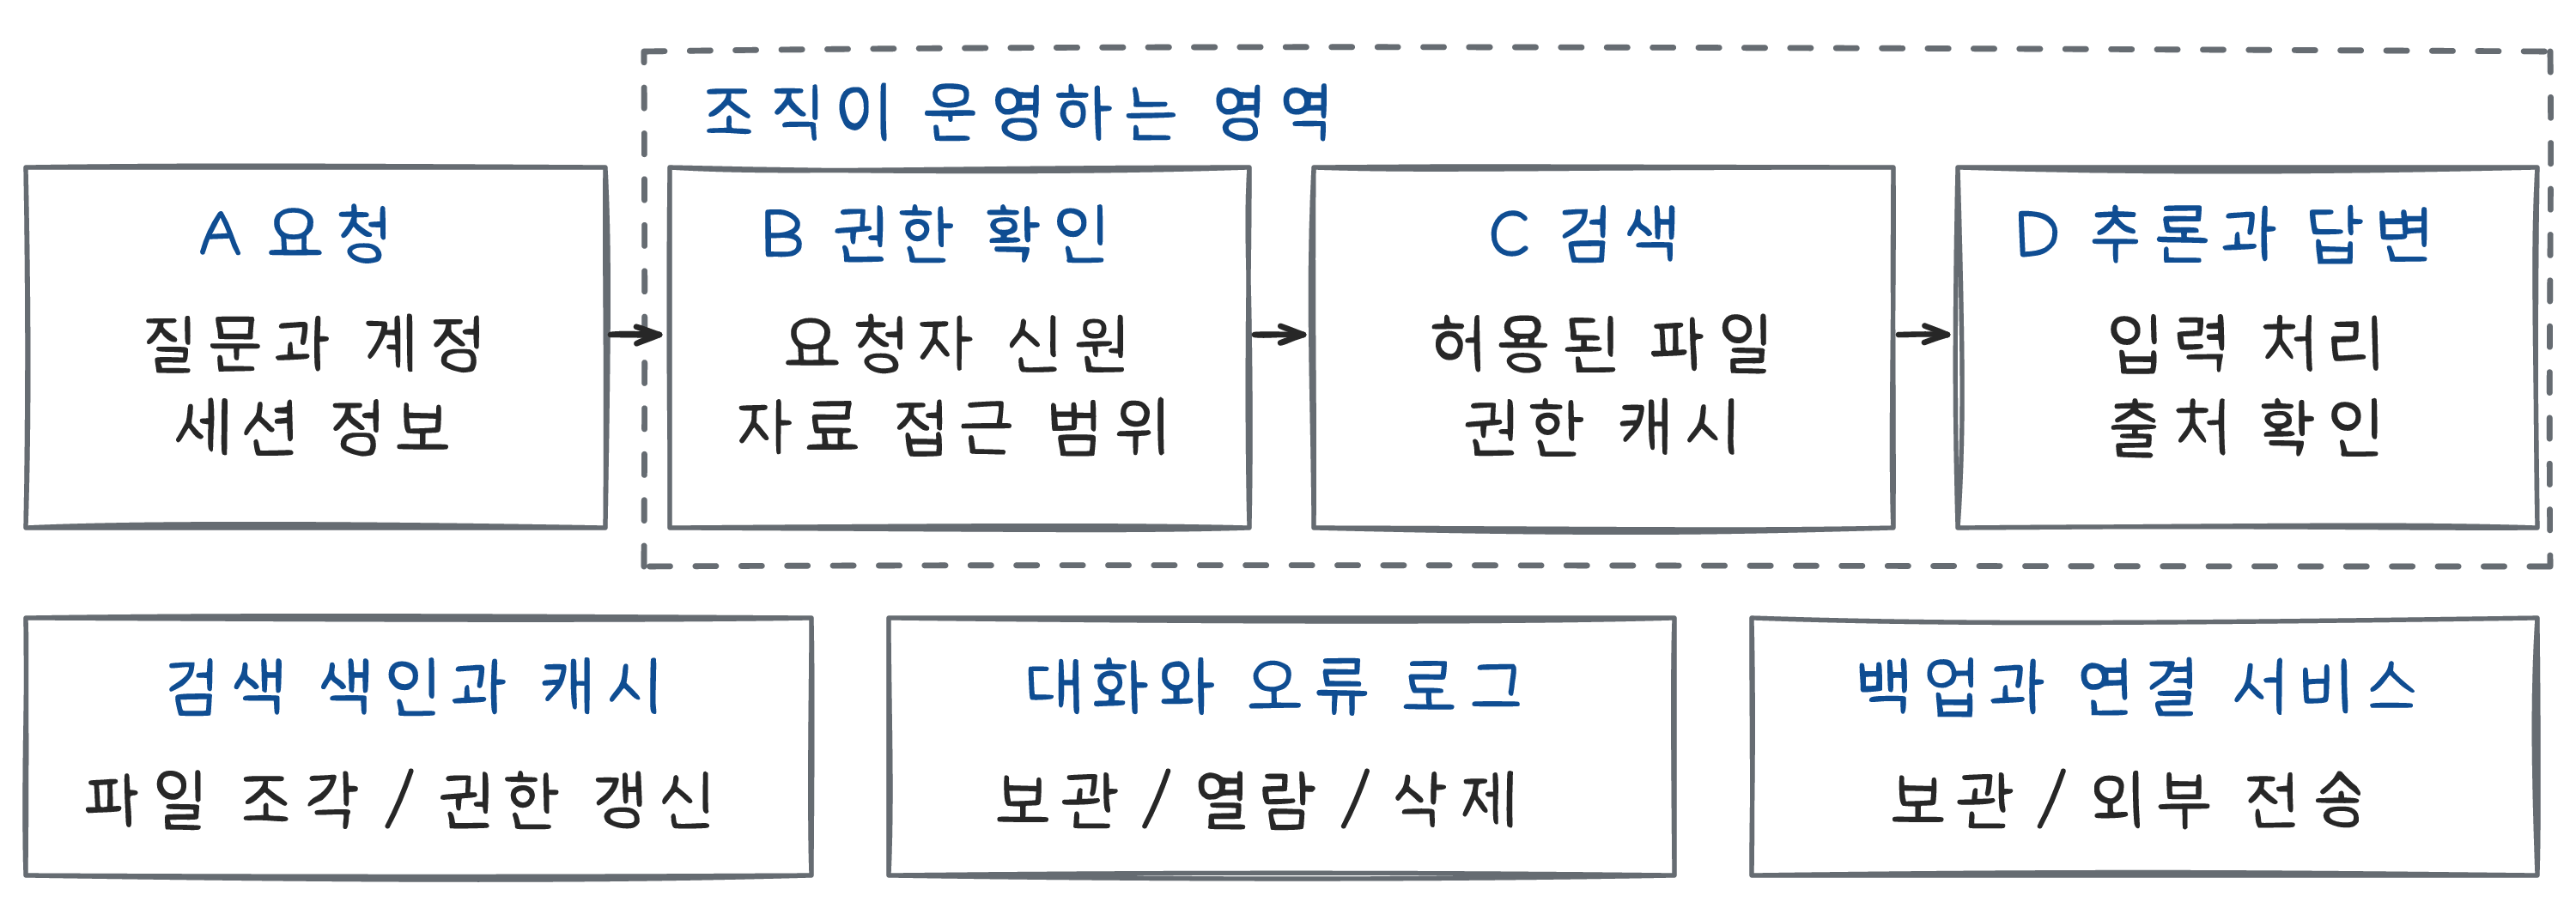 조직이 운영하는 영역
A 요청
질문과 계정
세션 정보
B 권한 확인
요청자 신원
자료 접근 범위
C 검색
허용된 파일
권한 캐시
D 추론과 답변
입력 처리
출처 확인
검색 색인과 캐시
파일 조각 / 권한 갱신
대화와 오류 로그
보관 / 열람 / 삭제
백업과 연결 서비스
보관 / 외부 전송